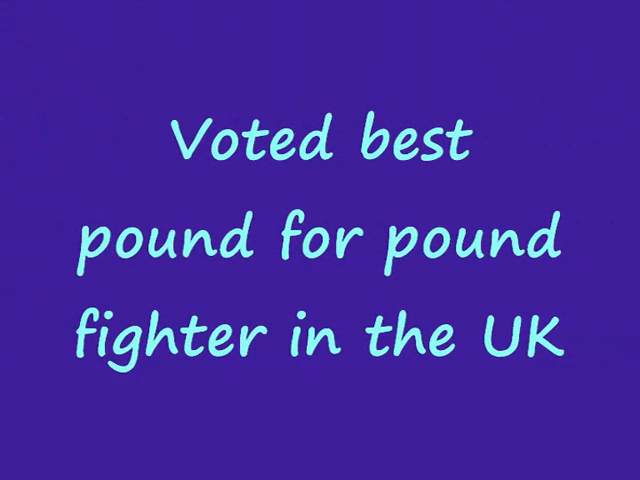 Voted best
pound for pound
fighter in the UK